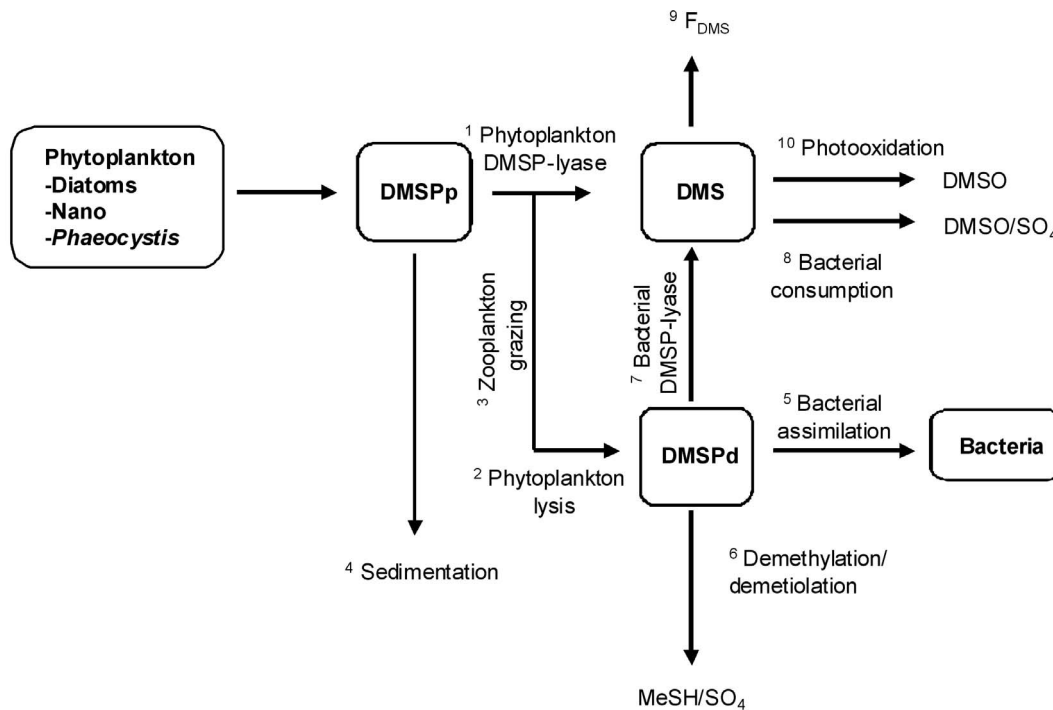 ⁹ F_DMS
Phytoplankton
-Diatoms
-Nano
-Phaeocystis
DMSPp
¹ Phytoplankton
DMSP-lyase
DMS
¹⁰ Photooxidation
DMSO
DMSO/SO₄
⁸ Bacterial
consumption
³ Zooplankton
grazing
⁷ Bacterial
DMSP-lyase
² Phytoplankton
lysis
DMSPd
⁵ Bacterial
assimilation
Bacteria
⁴ Sedimentation
⁶ Demethylation/
demetiolation
MeSH/SO₄